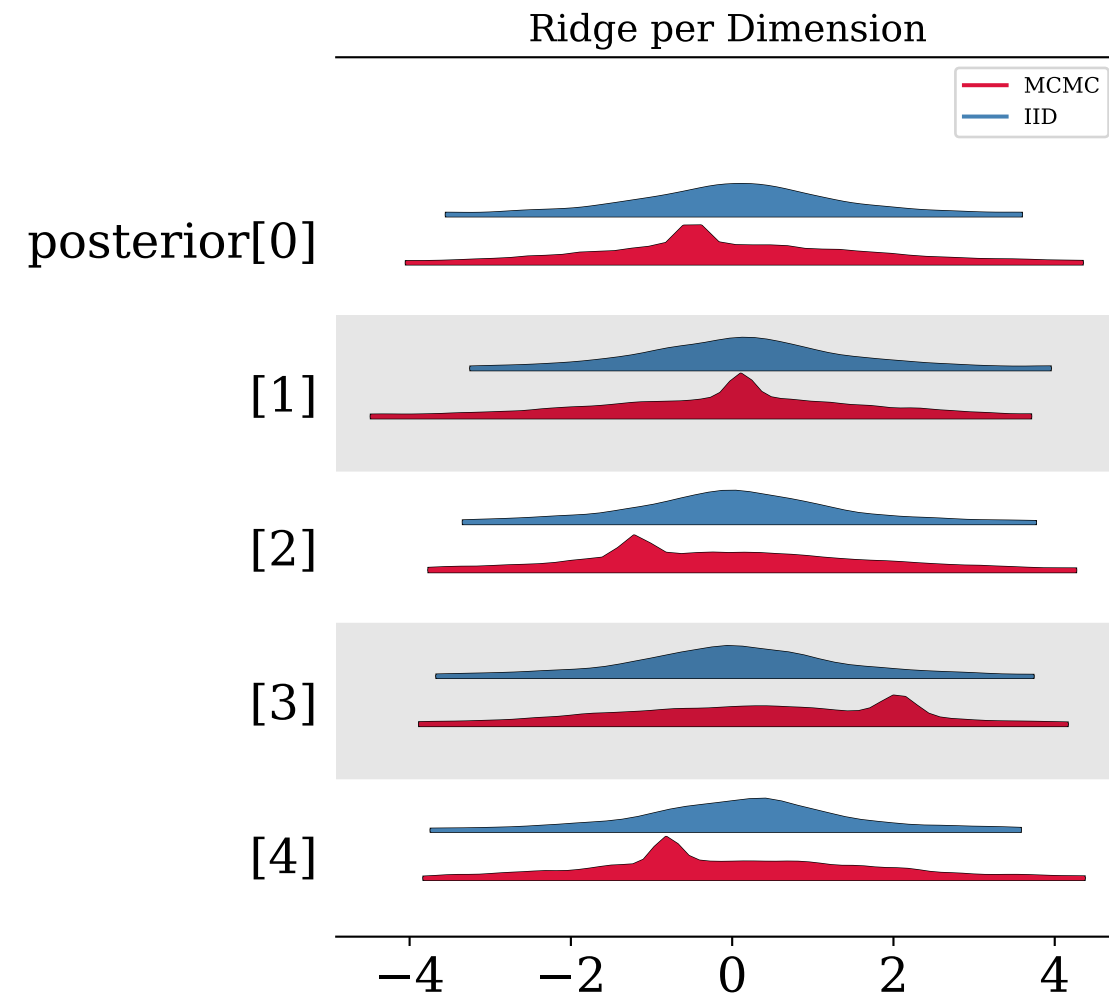 Ridge per Dimension
MCMC
IID
posterior[0]
[1]
[2]
[3]
[4]
−4 −2 0 2 4